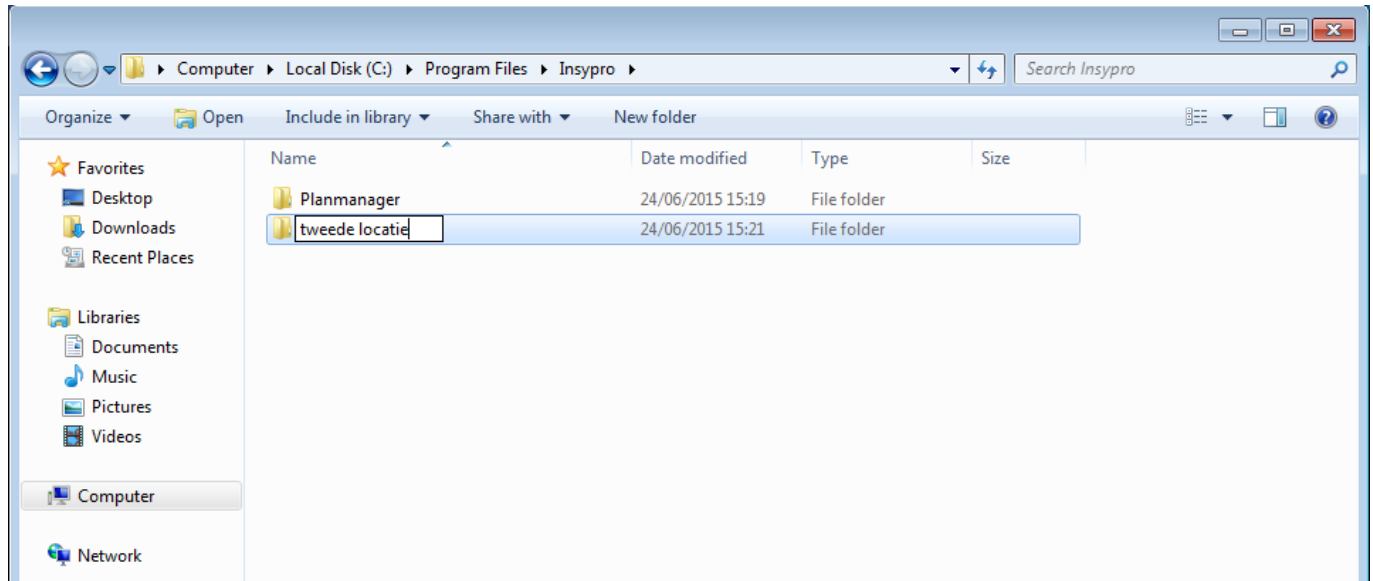 Computer Local Disk (C:) Program Files Insypro Search Insypro
Organize Open Include in library Share with New folder
Favorites
Desktop
Downloads
Recent Places
Libraries
Documents
Music
Pictures
Videos
Computer
Network
Name Date modified Type Size
Planmanager 24/06/2015 15:19 File folder
tweede locatie 24/06/2015 15:21 File folder